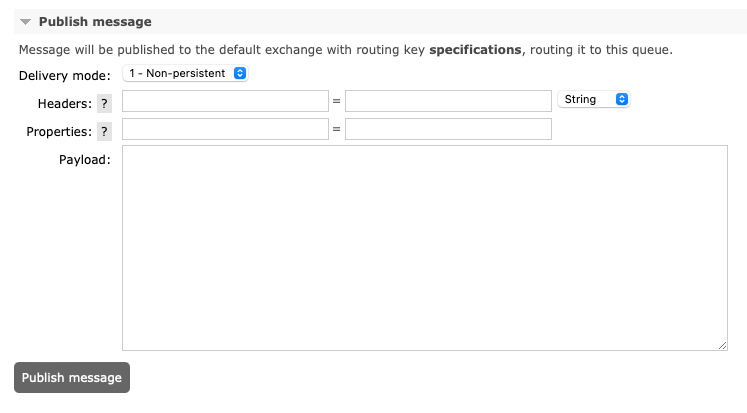 Publish message
Message will be published to the default exchange with routing key specifications, routing it to this queue.
Delivery mode: 1 - Non-persistent
Headers: ? = String
Properties: ? =
Payload:
Publish message